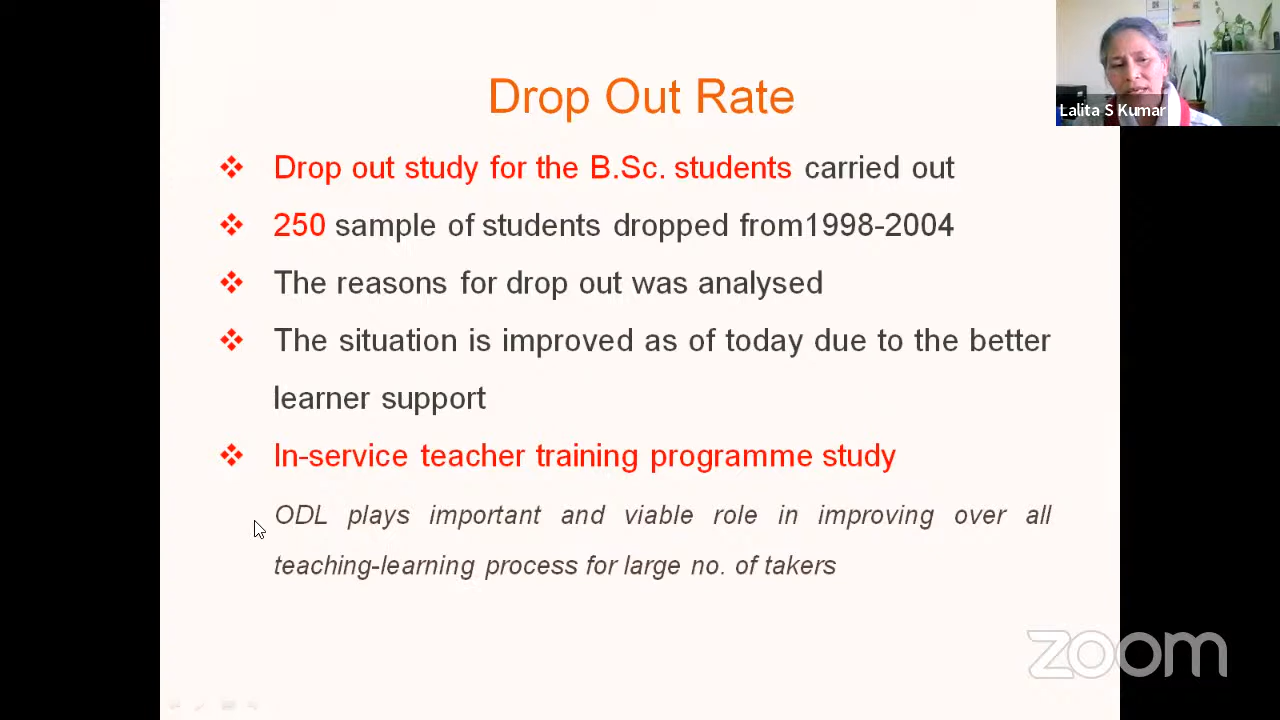 Drop Out Rate
Lalita S Kumar
Drop out study for the B.Sc. students carried out
250 sample of students dropped from1998-2004
The reasons for drop out was analysed
The situation is improved as of today due to the better
learner support
In-service teacher training programme study
ODL plays important and viable role in improving over all
teaching-learning process for large no. of takers
zoom